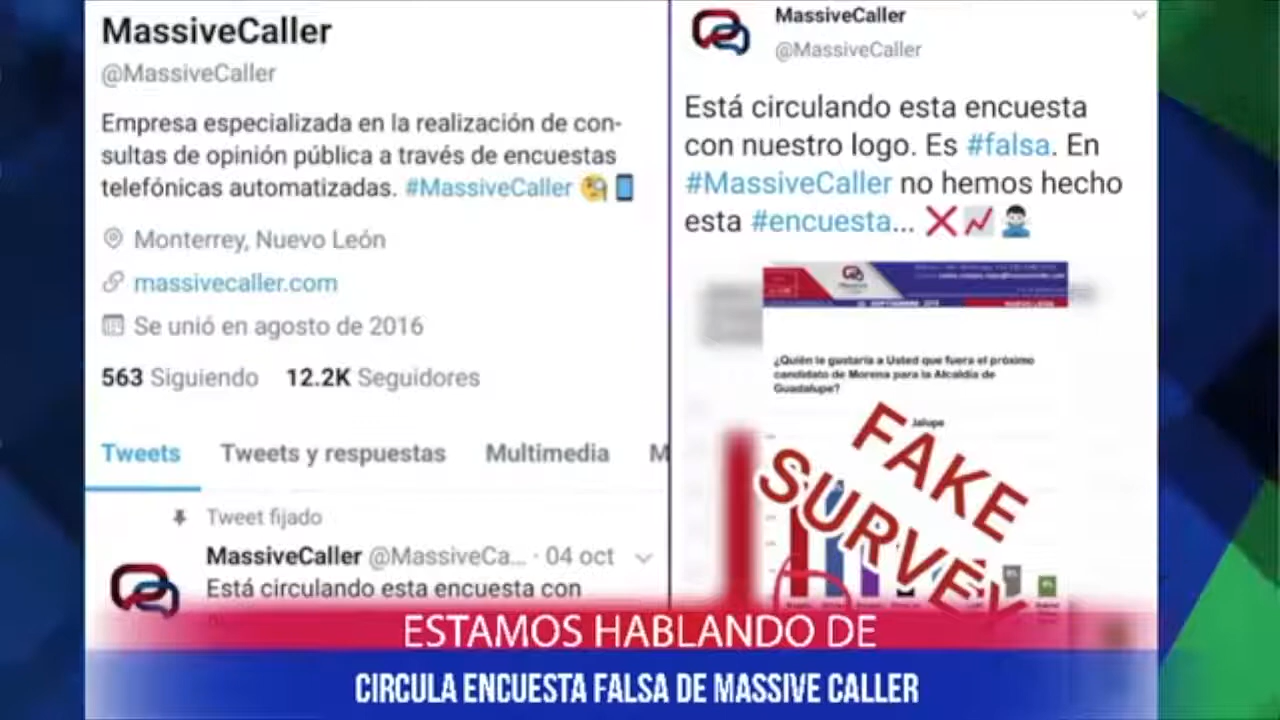 MassiveCaller
@MassiveCaller
Empresa especializada en la realización de con-
sultas de opinión pública a través de encuestas
telefónicas automatizadas. #MassiveCaller
Monterrey, Nuevo León
massivecaller.com
Se unió en agosto de 2016
563 Siguiendo 12.2K Seguidores
Tweets Tweets y respuestas Multimedia M
Tweet fijado
MassiveCaller @MassiveCa... · 04 oct
Está circulando esta encuesta con
MassiveCaller
@MassiveCaller
Está circulando esta encuesta
con nuestro logo. Es #falsa. En
#MassiveCaller no hemos hecho
esta #encuesta...
¿Quién le gustaría a Usted que fuera el próximo
candidato de Morena para la Alcaldía de
Guadalupe?
Jalupe
FAKE
SURVEY
ESTAMOS HABLANDO DE
CIRCULA ENCUESTA FALSA DE MASSIVE CALLER